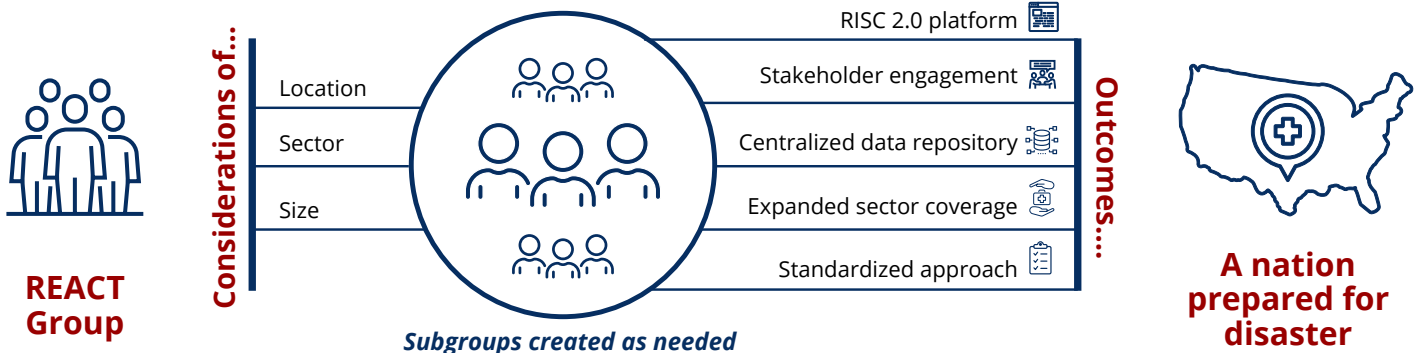 REACT
Group
Considerations of...
Location
Sector
Size
Subgroups created as needed
RISC 2.0 platform
Stakeholder engagement
Centralized data repository
Expanded sector coverage
Standardized approach
Outcomes....
A nation
prepared for
disaster